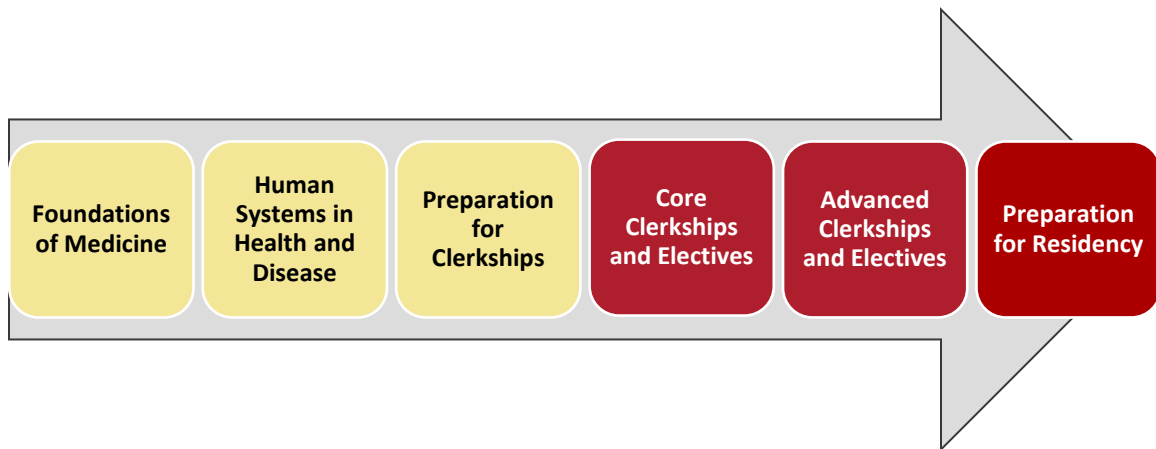 Foundations
of Medicine
Human
Systems in
Health and
Disease
Preparation
for
Clerkships
Core
Clerkships
and Electives
Advanced
Clerkships
and Electives
Preparation
for Residency